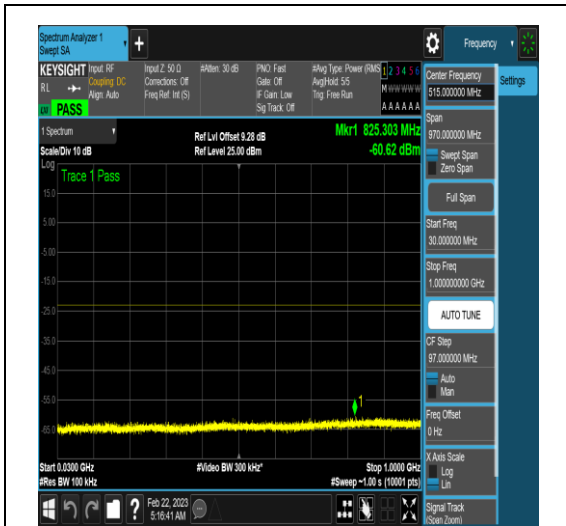 Spectrum Analyzer 1
Swept SA
Frequency
KEYSIGHT
RL
PASS
Input: RF
Coupling: DC
Align: Auto
Input Z: 50 Ω
Corrections: Off
Freq Ref: Int (S)
#Atten: 30 dB
PNO: Fast
Gate: Off
IF Gain: Low
Sig Track: Off
#Avg Type: Power (RMS
Avg|Hold: 5/5
Trig: Free Run
1 2 3 4 5 6
M W W W W W
A A A A A A
1 Spectrum
Scale/Div 10 dB
Ref Lvl Offset 9.28 dB
Ref Level 25.00 dBm
Mkr1 825.303 MHz
-60.62 dBm
Log
Trace 1 Pass
15.0
5.00
-5.00
-15.0
-25.0
-35.0
-45.0
-55.0
-65.0
1
Start 0.0300 GHz
#Res BW 100 kHz
#Video BW 300 kHz*
Stop 1.0000 GHz
#Sweep ~1.00 s (10001 pts)
Feb 22, 2023
5:16:41 AM
Center Frequency
515.000000 MHz
Settings
Span
970.000000 MHz
Swept Span
Zero Span
Full Span
Start Freq
30.000000 MHz
Stop Freq
1.000000000 GHz
AUTO TUNE
CF Step
97.000000 MHz
Auto
Man
Freq Offset
0 Hz
X Axis Scale
Log
Lin
Signal Track
(Span Zoom)